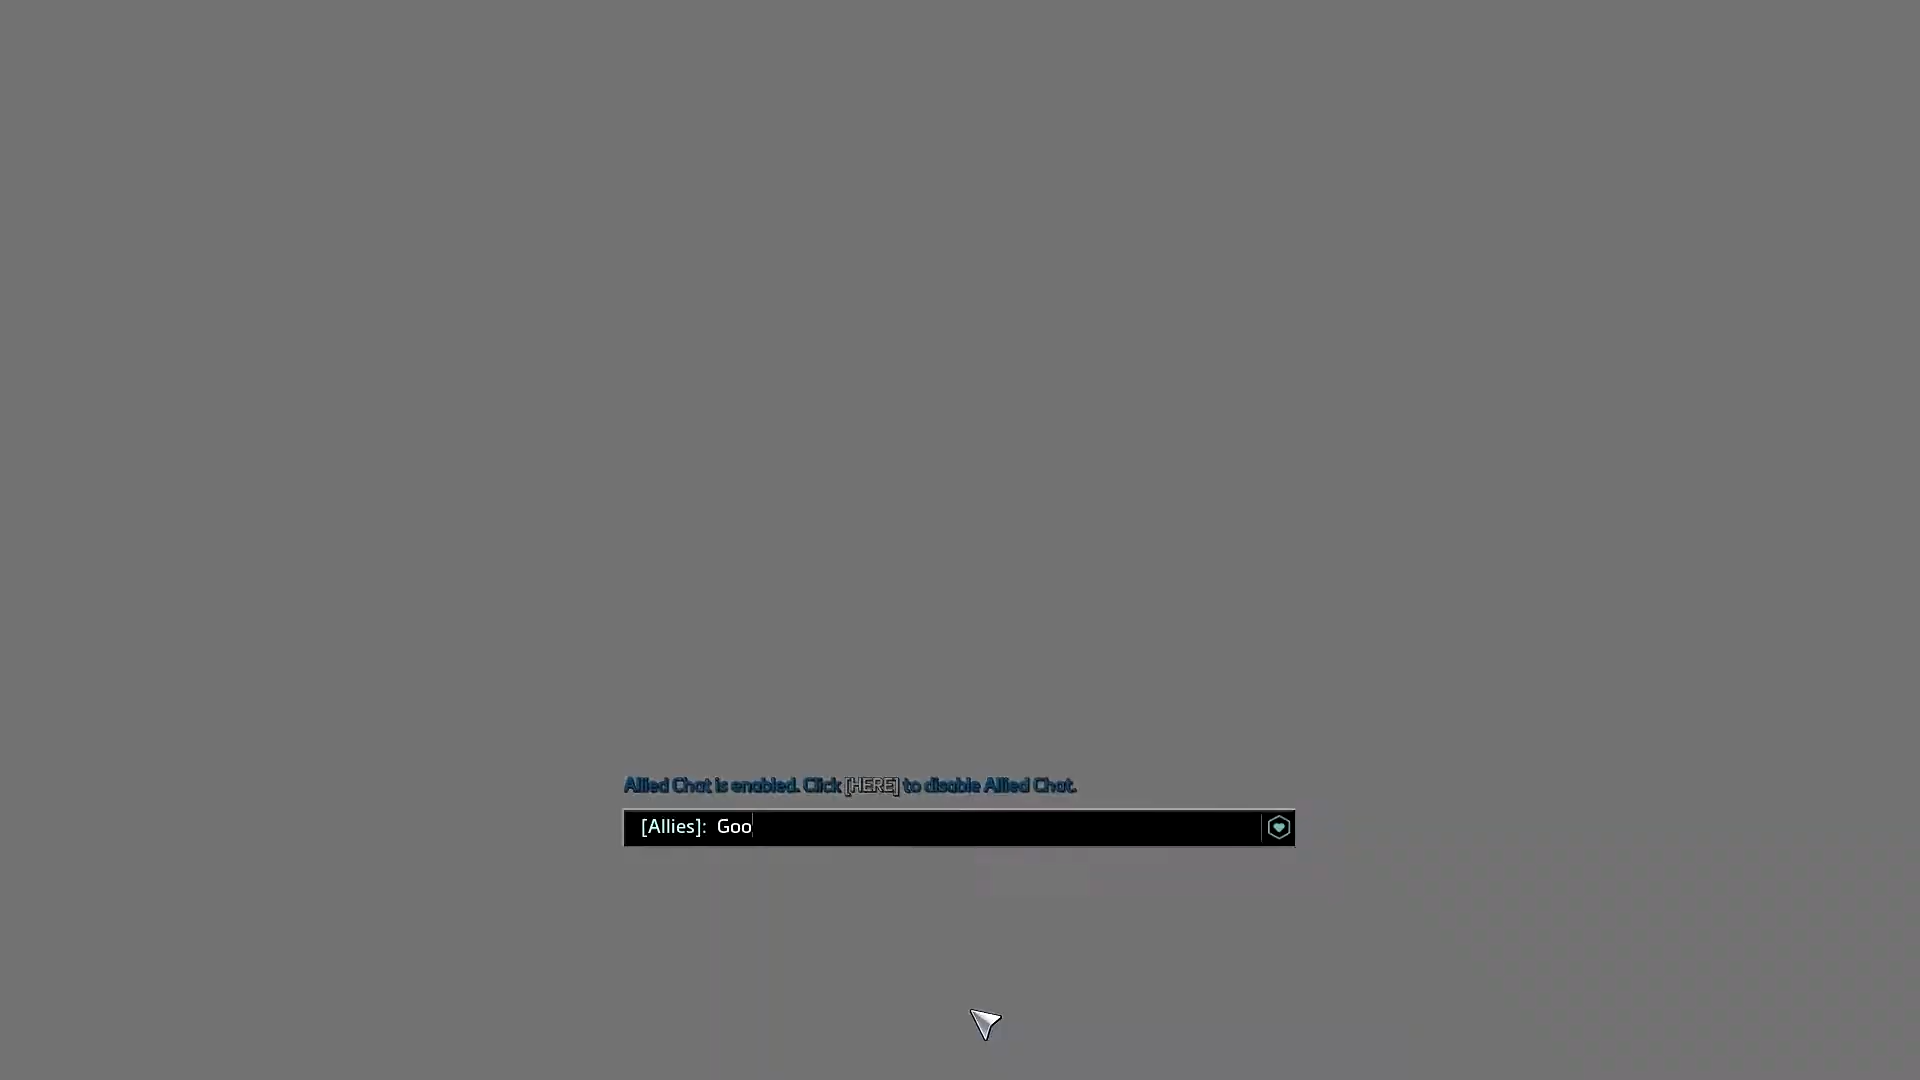 Allied Chat is enabled. Click [HERE] to disable Allied Chat.
[Allies]: Goo